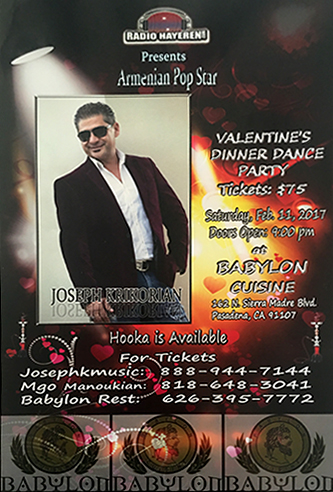 RADIO HAYEREN!
Presents
Armenian Pop Star
VALENTINE'S
DINNER DANCE
PARTY
Tickets: $75
Saturday, Feb. 11, 2017
Doors Open: 9:00 pm
at
BABYLON
CUISINE
162 N. Sierra Madre Blvd.
Pasadena, CA 91107
JOSEPH KRIKORIAN
Hooka is Available
For Tickets
Josephkmusic: 888-944-7144
Mgo Manoukian: 818-648-3041
Babylon Rest: 626-395-7772
BABYLON BABYLON BABYLON